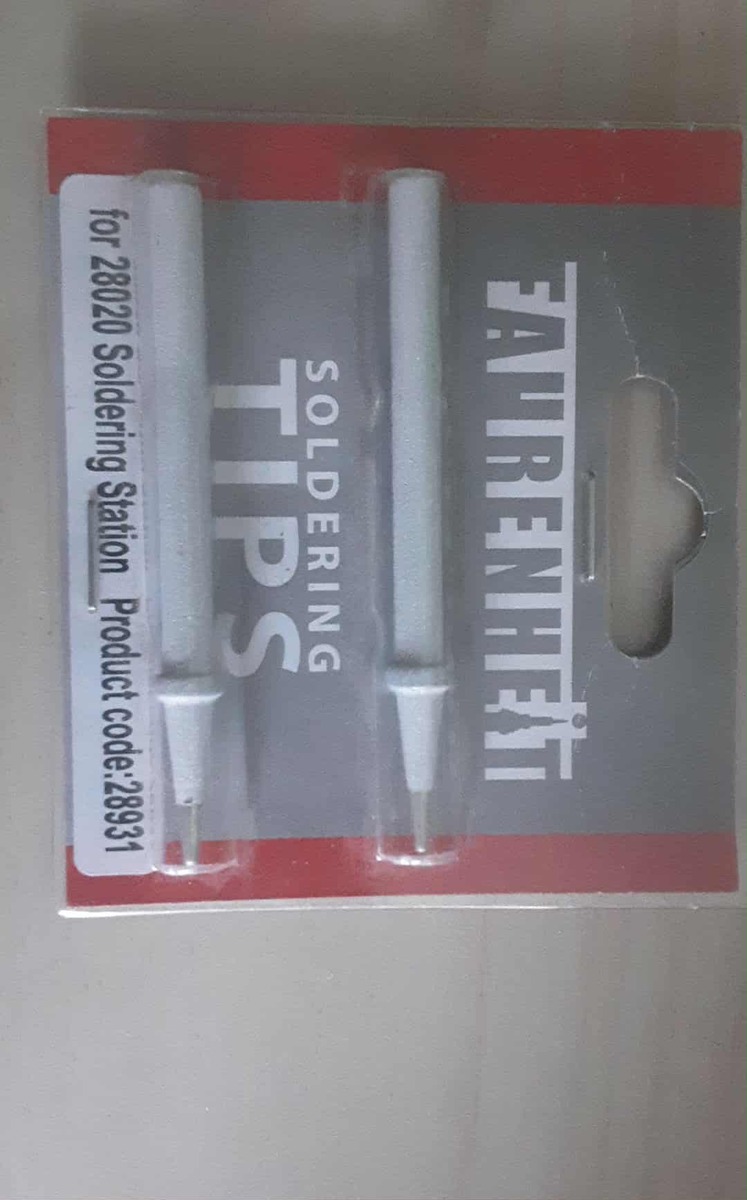 FAHRENHEIT
SOLDERING
TIPS
for 28020 Soldering Station Product code:28931